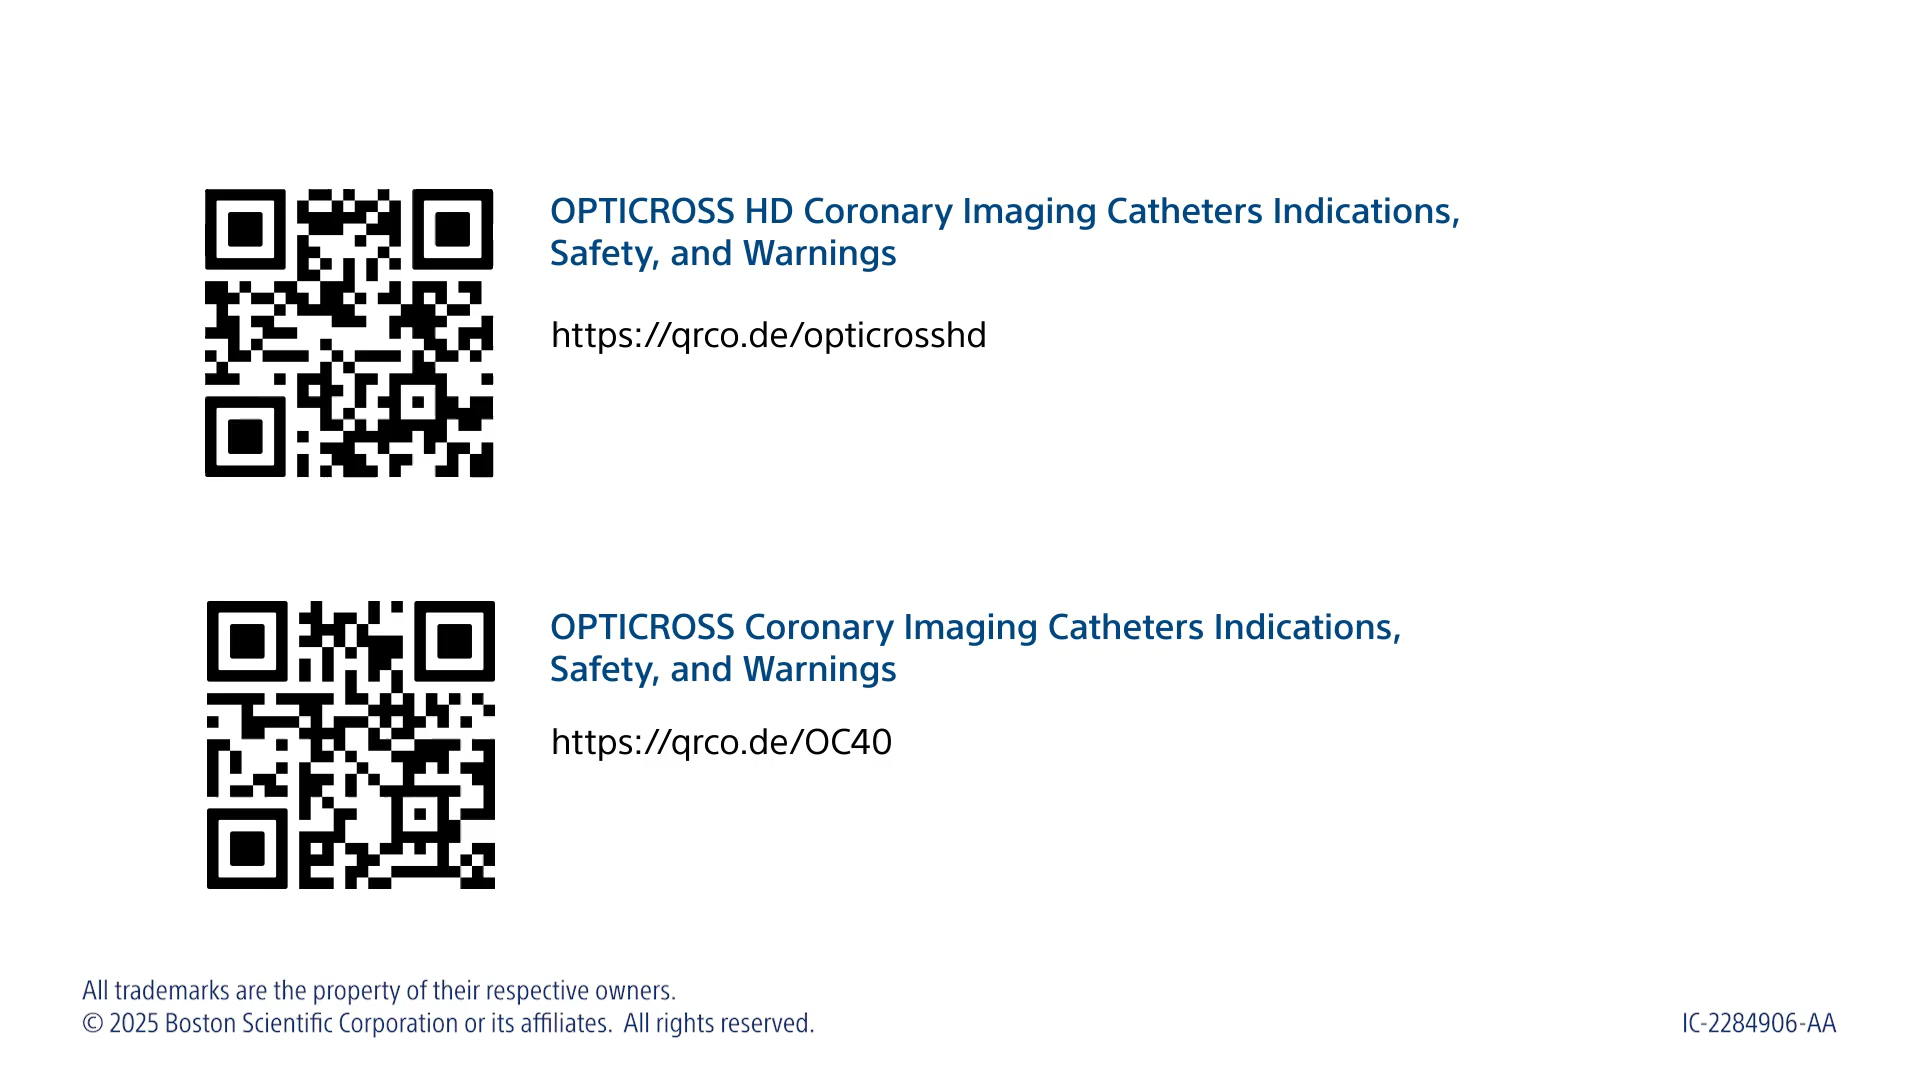 OPTICROSS HD Coronary Imaging Catheters Indications,
Safety, and Warnings
https://qrco.de/opticrosshd
OPTICROSS Coronary Imaging Catheters Indications,
Safety, and Warnings
https://qrco.de/OC40
All trademarks are the property of their respective owners.
© 2025 Boston Scientific Corporation or its affiliates.  All rights reserved.
IC-2284906-AA